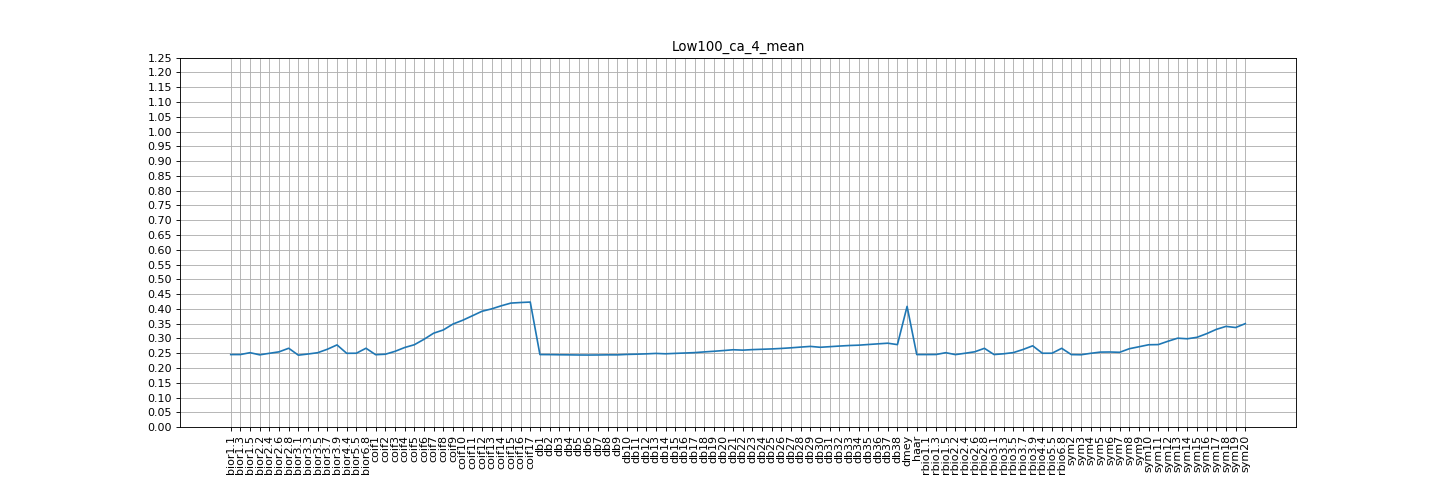 Low100_ca_4_mean
1.25
1.20
1.15
1.10
1.05
1.00
0.95
0.90
0.85
0.80
0.75
0.70
0.65
0.60
0.55
0.50
0.45
0.40
0.35
0.30
0.25
0.20
0.15
0.10
0.05
0.00
bior1.1
bior1.3
bior1.5
bior2.2
bior2.4
bior2.6
bior2.8
bior3.1
bior3.3
bior3.5
bior3.7
bior3.9
bior4.4
bior5.5
bior6.8
coif1
coif2
coif3
coif4
coif5
coif6
coif7
coif8
coif9
coif10
coif11
coif12
coif13
coif14
coif15
coif16
coif17
db1
db2
db3
db4
db5
db6
db7
db8
db9
db10
db11
db12
db13
db14
db15
db16
db17
db18
db19
db20
db21
db22
db23
db24
db25
db26
db27
db28
db29
db30
db31
db32
db33
db34
db35
db36
db37
db38
dmey
haar
rbio1.1
rbio1.3
rbio1.5
rbio2.2
rbio2.4
rbio2.6
rbio2.8
rbio3.1
rbio3.3
rbio3.5
rbio3.7
rbio3.9
rbio4.4
rbio5.5
rbio6.8
sym2
sym3
sym4
sym5
sym6
sym7
sym8
sym9
sym10
sym11
sym12
sym13
sym14
sym15
sym16
sym17
sym18
sym19
sym20